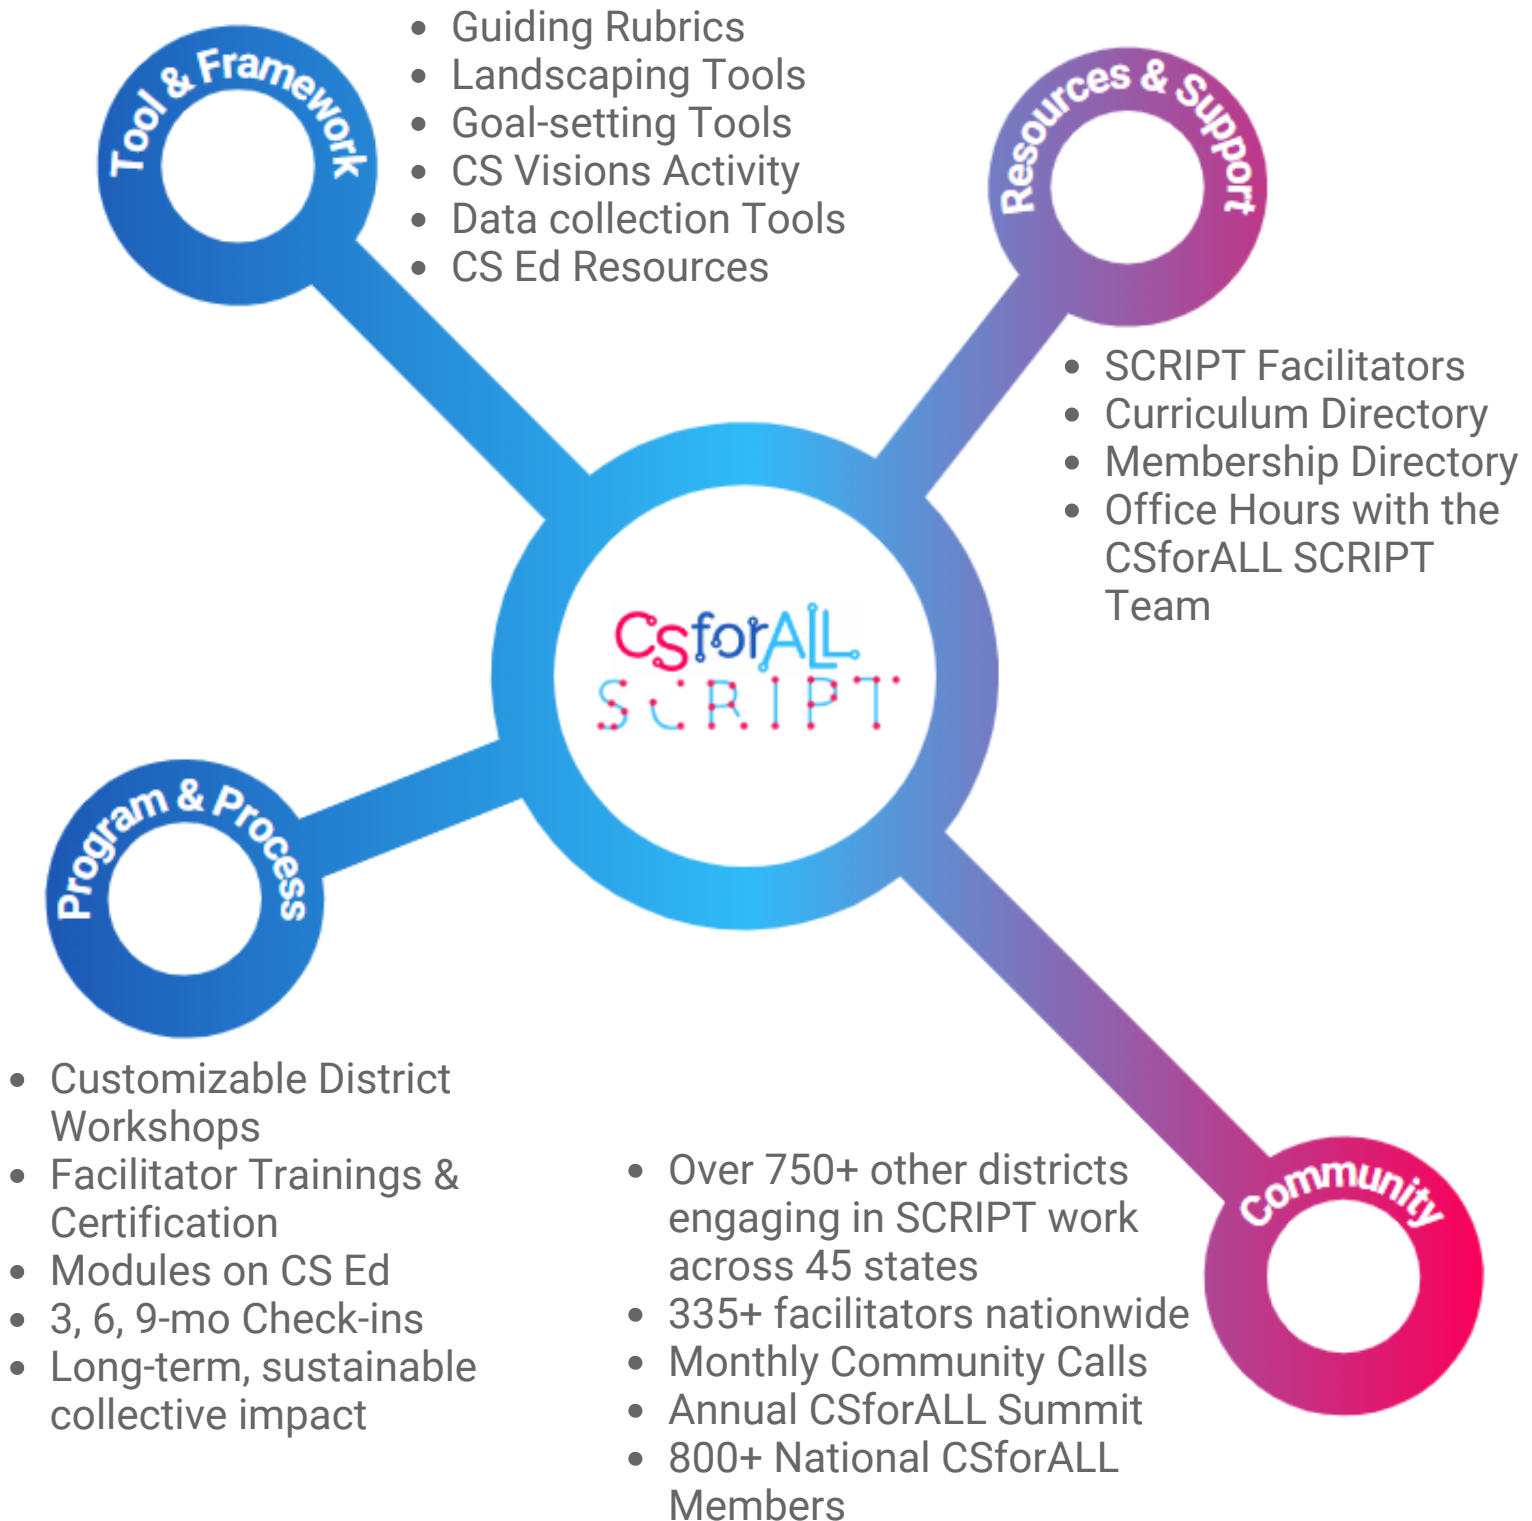 Tool & Framework
• Guiding Rubrics
• Landscaping Tools
• Goal-setting Tools
• CS Visions Activity
• Data collection Tools
• CS Ed Resources
Resources & Support
• SCRIPT Facilitators
• Curriculum Directory
• Membership Directory
• Office Hours with the
CSforALL SCRIPT
Team
CSforALL
SCRIPT
Program & Process
• Customizable District
Workshops
• Facilitator Trainings &
Certification
• Modules on CS Ed
• 3, 6, 9-mo Check-ins
• Long-term, sustainable
collective impact
Community
• Over 750+ other districts
engaging in SCRIPT work
across 45 states
• 335+ facilitators nationwide
• Monthly Community Calls
• Annual CSforALL Summit
• 800+ National CSforALL
Members